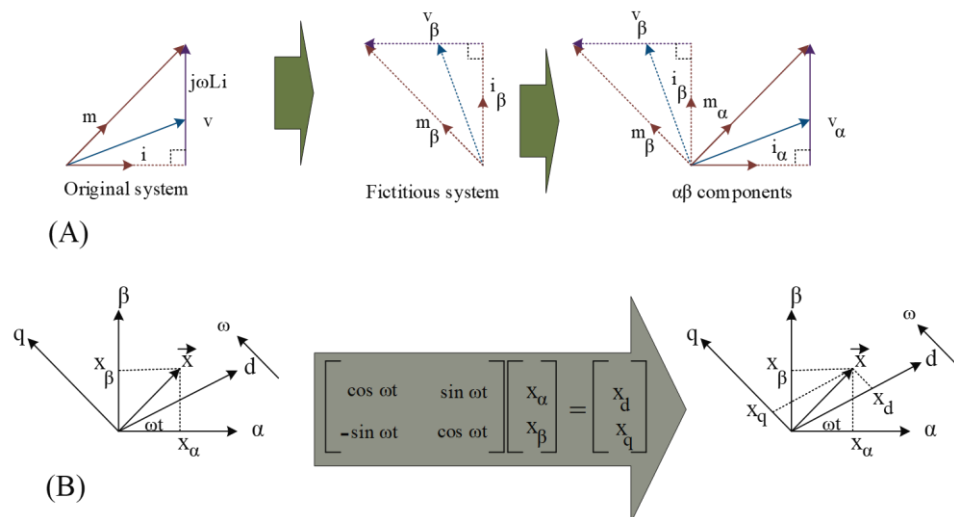 jωLi
m
v
i
Original system
v
β
i
β
m
β
Fictitious system
v
β
i
β
m
α
m
β
v
α
i
α
αβ components
(A)
β
q
ω
X
β
X
d
ωt
X
α
α
cos ωt sin ωt
-sin ωt cos ωt
X
α
X
β
=
X
d
X
q
β
q
ω
X
β
X
d
X
d
X
q
ωt
X
α
α
(B)